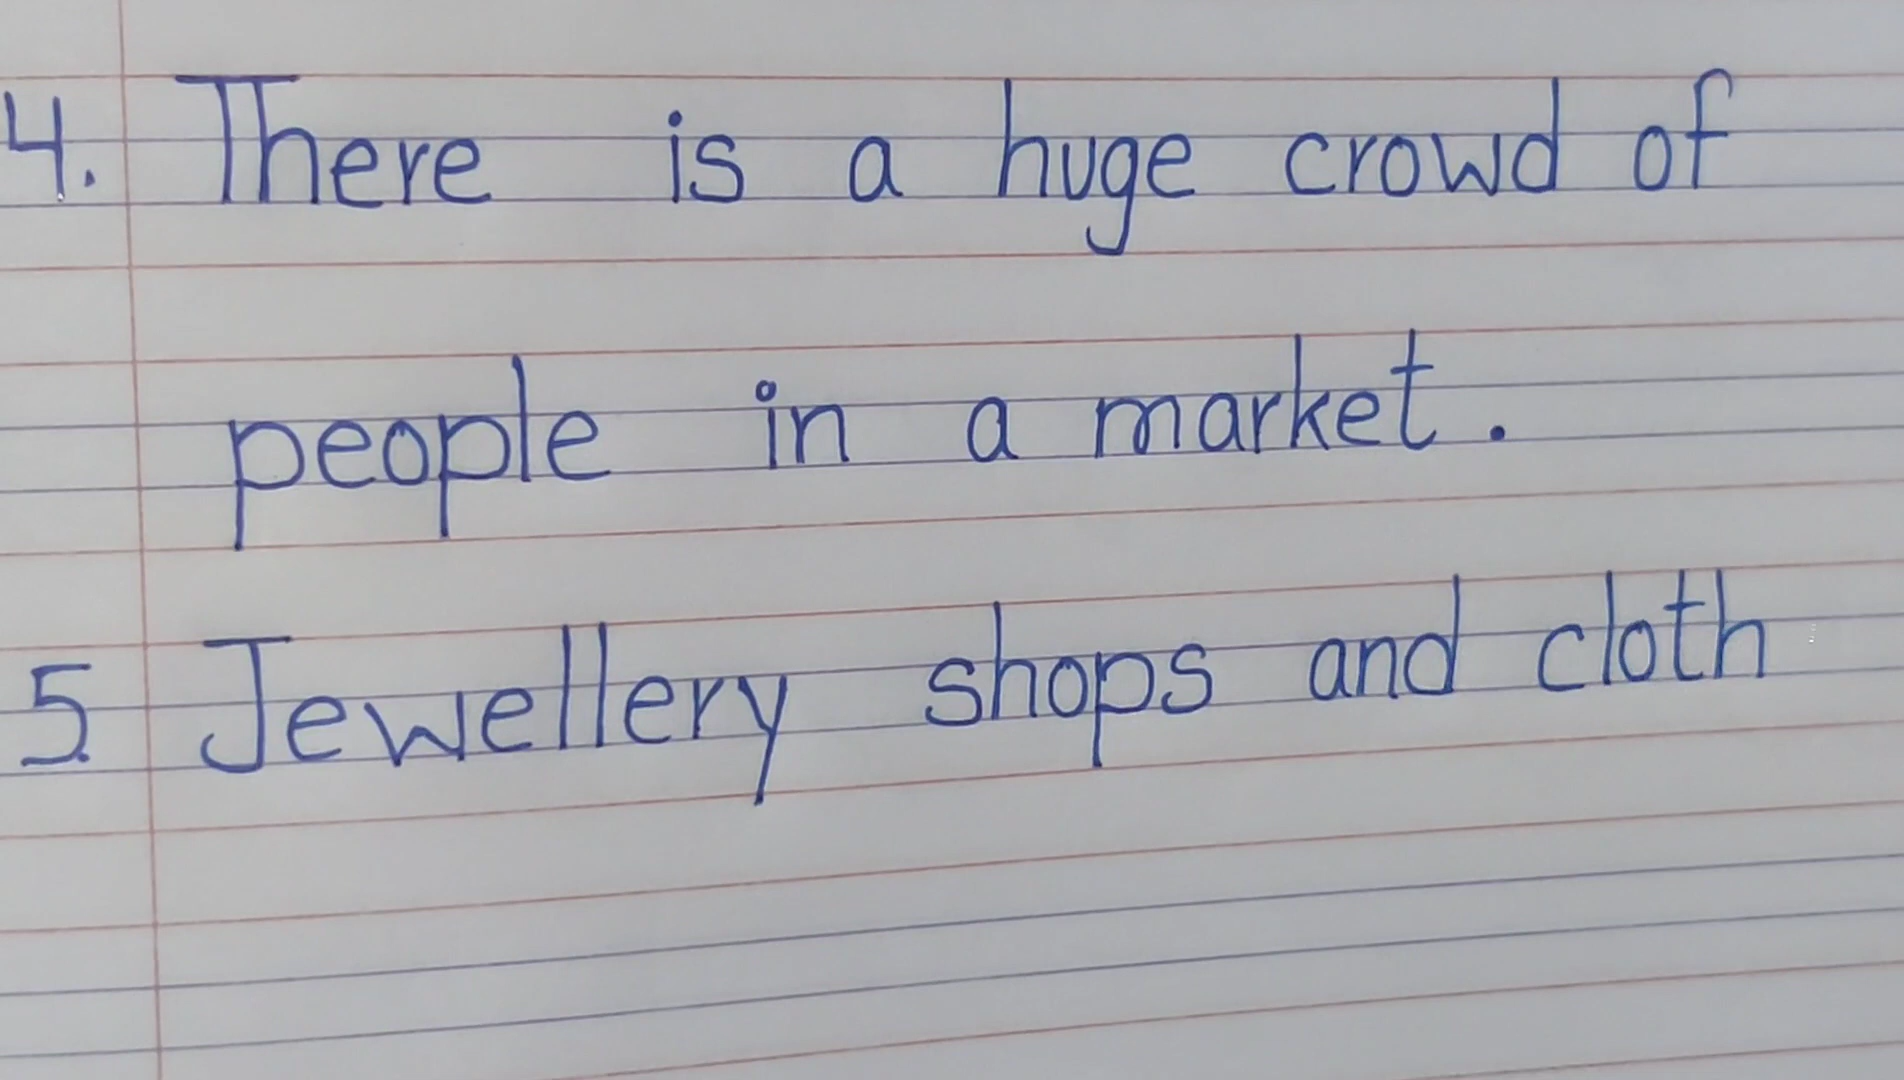 4. There is a huge crowd of
people in a market.
5. Jewellery shops and cloth